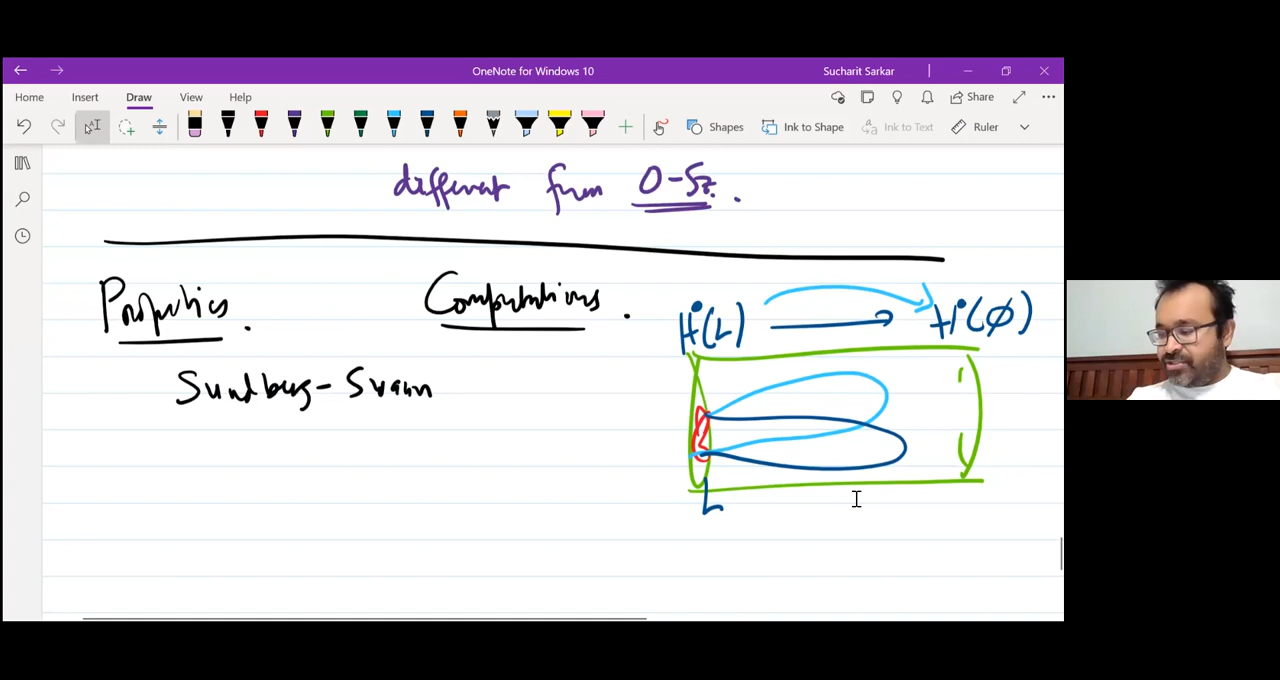 OneNote for Windows 10
Sucharit Sarkar
Home Insert Draw View Help
Share
Shapes
Ink to Shape
Ink to Text
Ruler
different from O-Sz.
Properties.
Computations.
H(L) → H(φ)
Sundberg-Swann
L
L